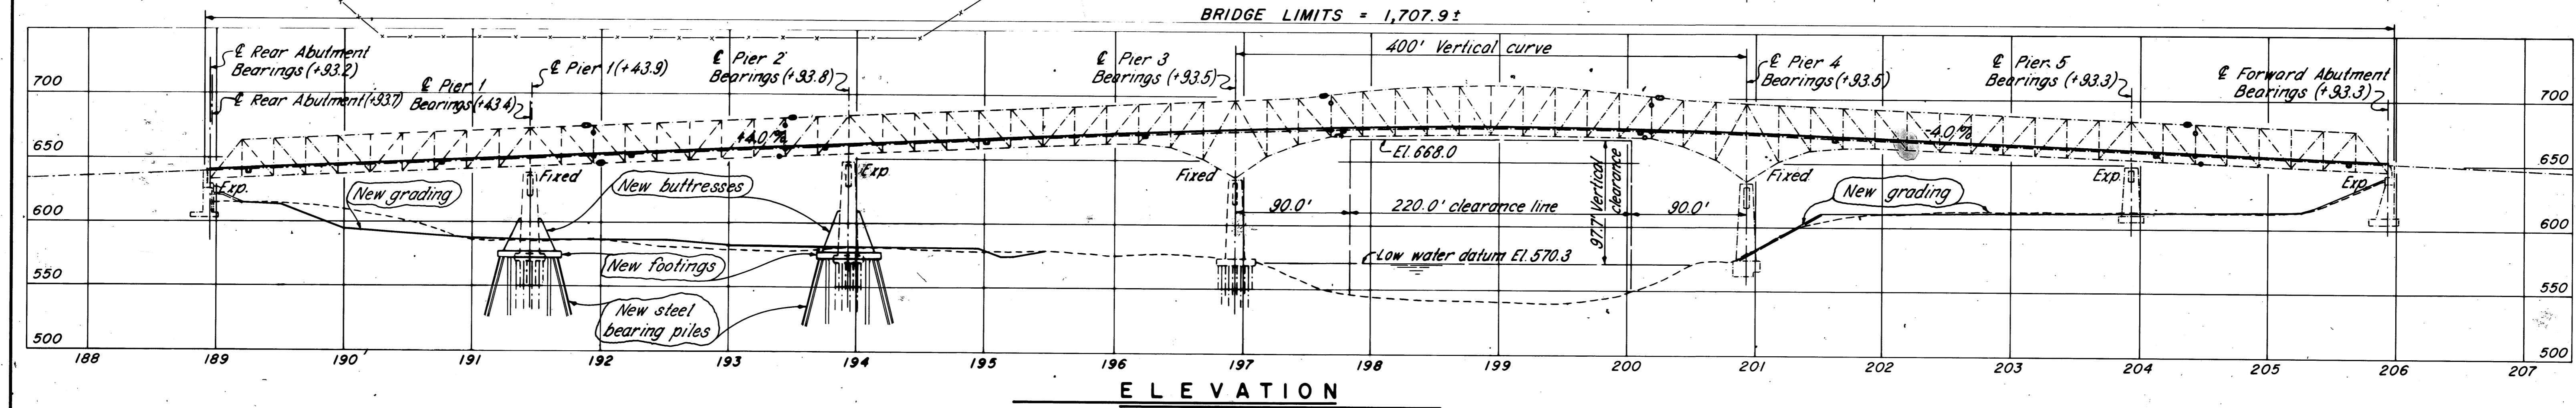 BRIDGE LIMITS = 1,707.9±
400' Vertical curve
℄ Rear Abutment
Bearings (+93.2)
℄ Rear Abutment (+93.7)
℄ Pier 1
Bearings (+43.4)
℄ Pier 1 (+43.9)
℄ Pier 2
Bearings (+93.8)
℄ Pier 3
Bearings (+93.5)
℄ Pier 4
Bearings (+93.5)
℄ Pier 5
Bearings (+93.3)
℄ Forward Abutment
Bearings (+93.3)
700
650
600
550
500
700
650
600
550
500
+4.0%
-4.0%
Exp.
Fixed
Exp.
Fixed
Fixed
Exp.
Exp.
New grading
New buttresses
New footings
New steel
bearing piles
El. 668.0
90.0'
220.0' clearance line
90.0'
97.7' Vertical
clearance
Low water datum El. 570.3
New grading
188 189 190 191 192 193 194 195 196 197 198 199 200 201 202 203 204 205 206 207
ELEVATION